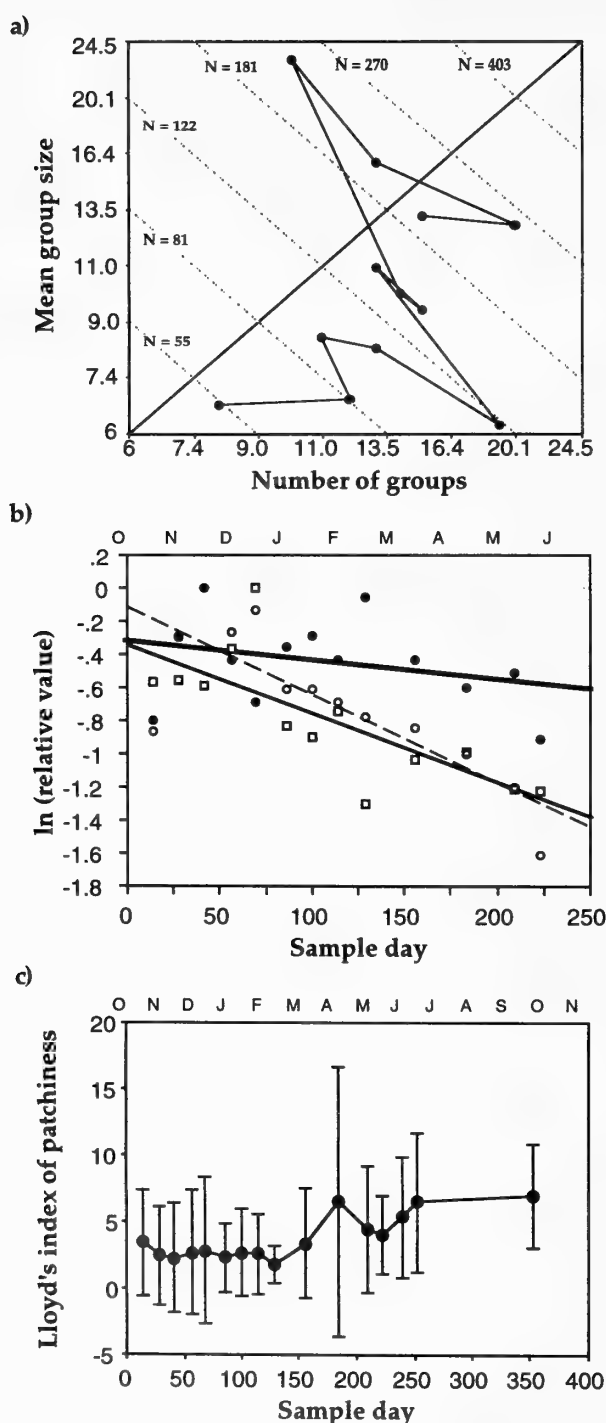 a)
24.5
20.1
16.4
13.5
11.0
9.0
7.4
6
Mean group size
N = 181
N = 270
N = 403
N = 122
N = 81
N = 55
6 7.4 9.0 11.0 13.5 16.4 20.1 24.5
Number of groups
b)
O N D J F M A M J
.2
0
-.2
-.4
-.6
-.8
-1
-1.2
-1.4
-1.6
-1.8
ln (relative value)
0 50 100 150 200 250
Sample day
c)
O N D J F M A M J J A S O N
20
15
10
5
0
-5
Lloyd's index of patchiness
0 50 100 150 200 250 300 350 400
Sample day